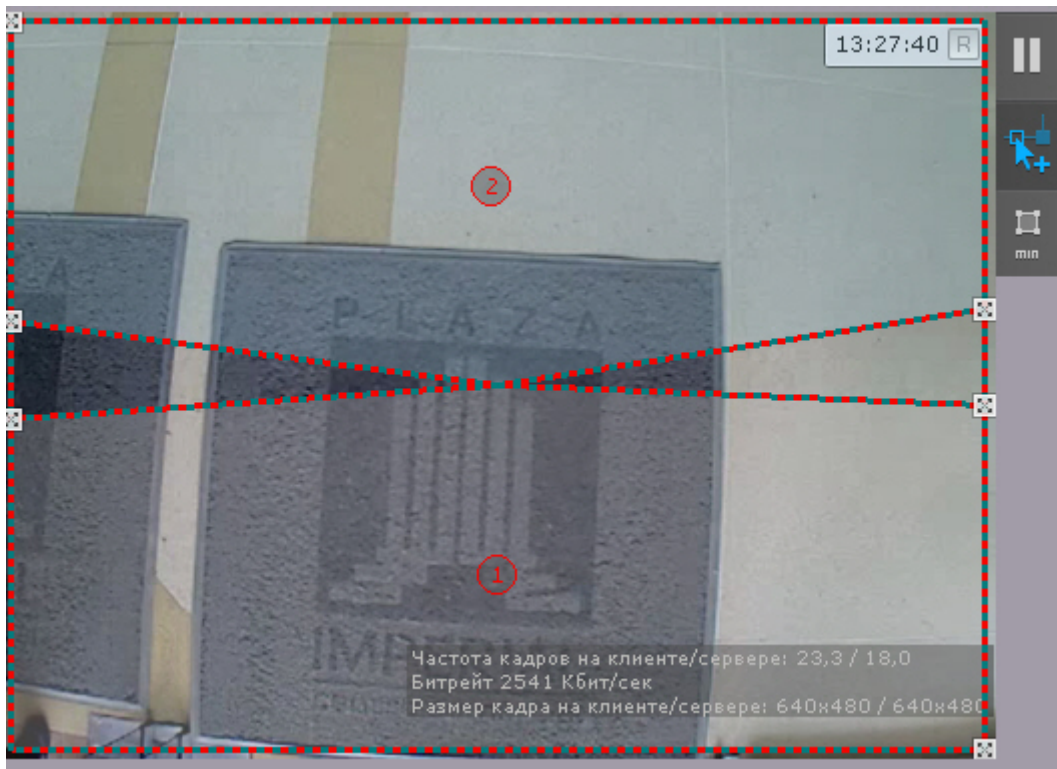 13:27:40 R
2
min
A
PLAZA
1
Частота кадров на клиенте/сервере: 23,3 / 18,0
Битрейт 2541 Кбит/сек
Размер кадра на клиенте/сервере: 640x480 / 640x480